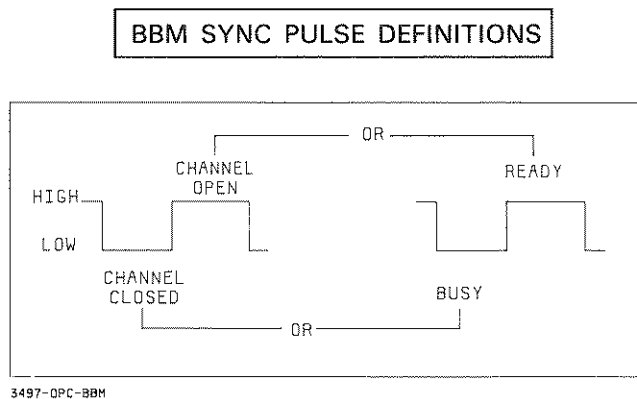 BBM SYNC PULSE DEFINITIONS
OR
CHANNEL
OPEN
READY
HIGH
LOW
CHANNEL
CLOSED
BUSY
OR
3497-OPC-BBM